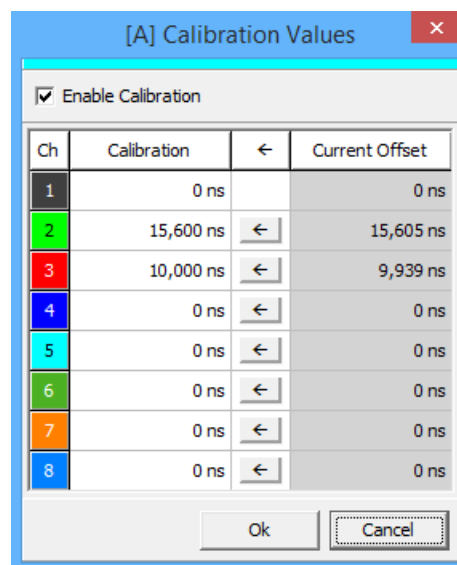 [A] Calibration Values
Enable Calibration
Ch Calibration ← Current Offset
1 0 ns 0 ns
2 15,600 ns ← 15,605 ns
3 10,000 ns ← 9,939 ns
4 0 ns ← 0 ns
5 0 ns ← 0 ns
6 0 ns ← 0 ns
7 0 ns ← 0 ns
8 0 ns ← 0 ns
Ok Cancel